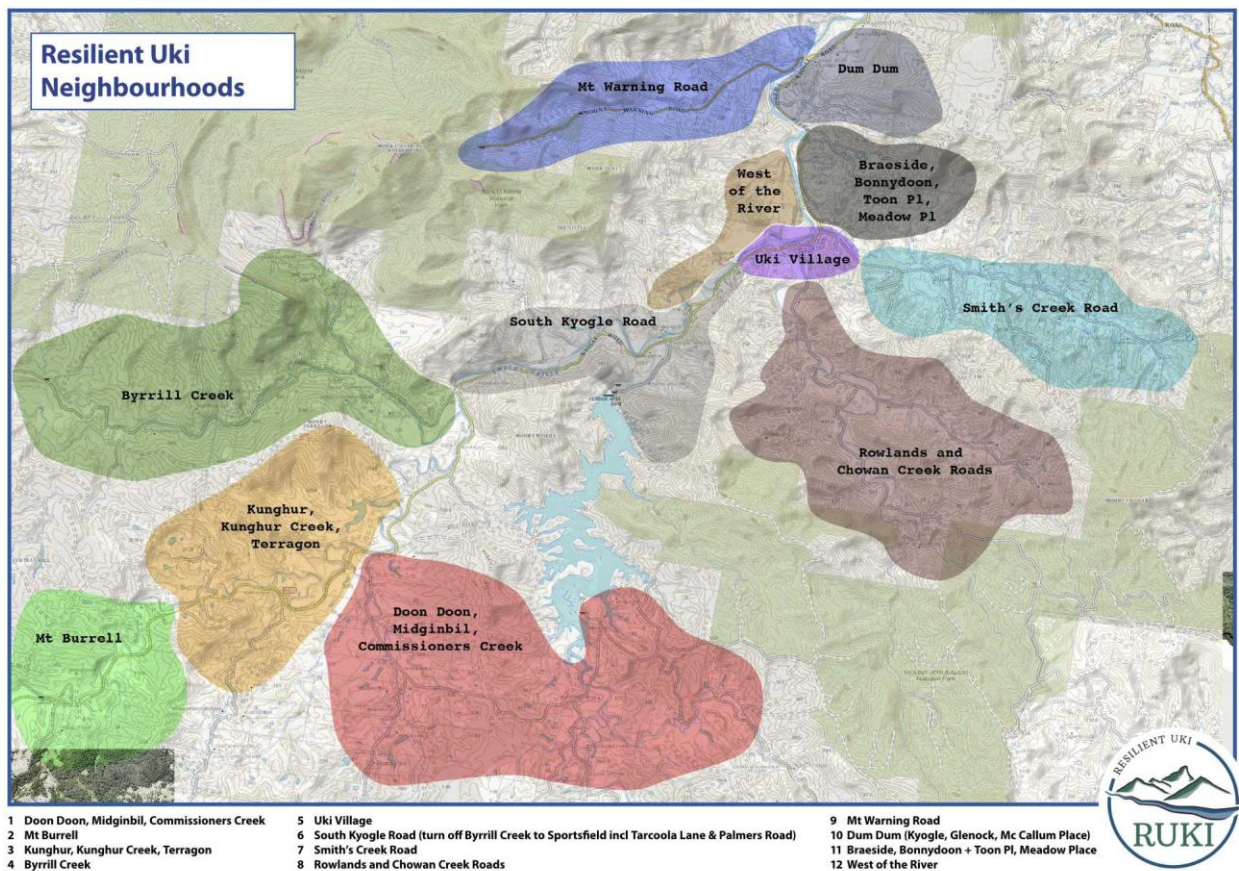 Resilient Uki
Neighbourhoods
Mt Warning Road
Dum Dum
Braeside,
Bonnydoon,
Toon Pl,
Meadow Pl
West
of the
River
Uki Village
Smith's Creek Road
South Kyogle Road
Byrrill Creek
Rowlands and
Chowan Creek Roads
Kunghur,
Kunghur Creek,
Terragon
Doon Doon,
Midginbil,
Commissioners Creek
Mt Burrell
RESILIENT UKI
RUKI
1 Doon Doon, Midginbil, Commissioners Creek
2 Mt Burrell
3 Kunghur, Kunghur Creek, Terragon
4 Byrrill Creek
5 Uki Village
6 South Kyogle Road (turn off Byrrill Creek to Sportsfield incl Tarcoola Lane & Palmers Road)
7 Smith's Creek Road
8 Rowlands and Chowan Creek Roads
9 Mt Warning Road
10 Dum Dum (Kyogle, Glenock, Mc Callum Place)
11 Braeside, Bonnydoon + Toon Pl, Meadow Place
12 West of the River